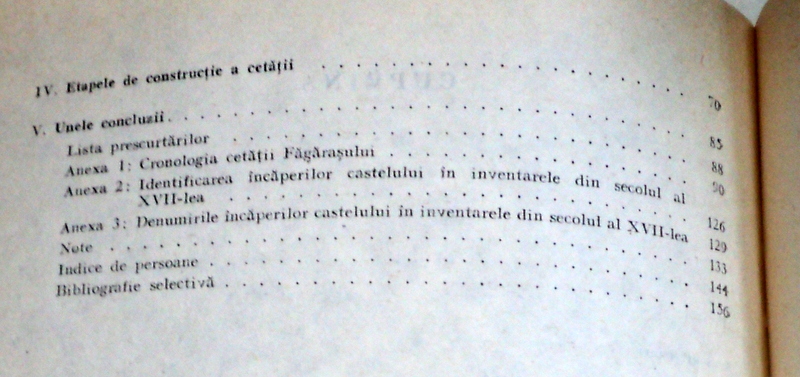 IV. Etapele de construcție a cetății . . . . . . . . . . . . . . . 70
V. Unele concluzii . . . . . . . . . . . . . . . . . . . . . . . 85
Lista prescurtărilor . . . . . . . . . . . . . . . . . . . . 88
Anexa 1: Cronologia cetății Făgărașului . . . . . . . . . . . . 90
Anexa 2: Identificarea încăperilor castelului în inventarele din secolul al
XVII-lea . . . . . . . . . . . . . . . . . . . . 126
Anexa 3: Denumirile încăperilor castelului în inventarele din secolul al XVII-lea 129
Note . . . . . . . . . . . . . . . . . . . . . . . . . 133
Indice de persoane . . . . . . . . . . . . . . . . . . . . 144
Bibliografie selectivă . . . . . . . . . . . . . . . . . . . 156